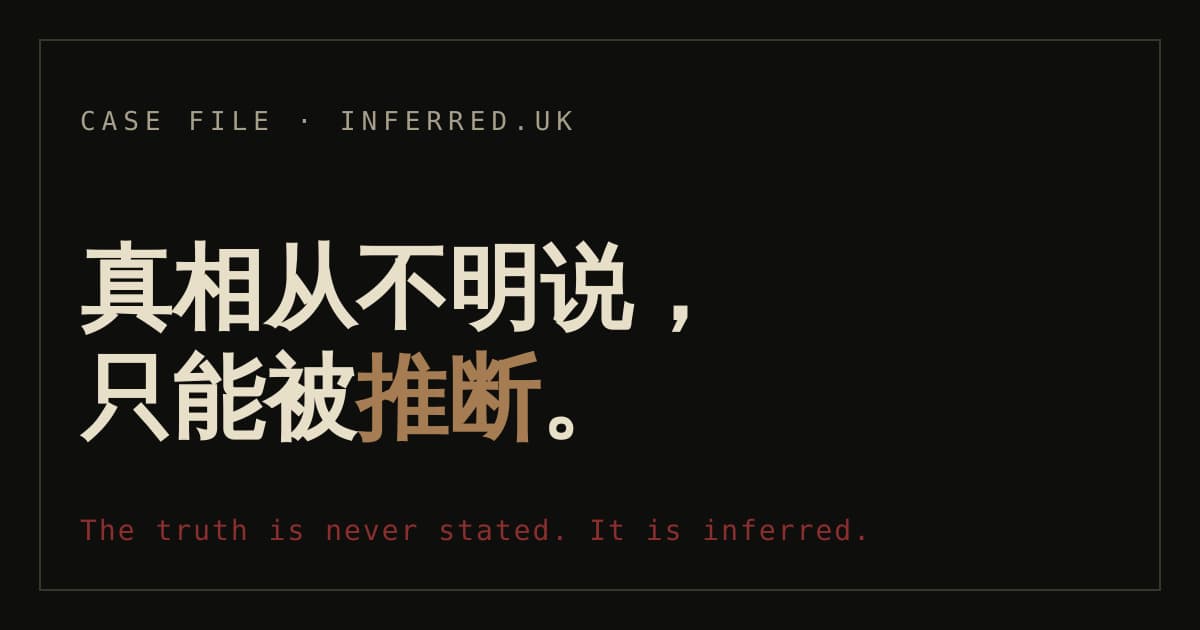 CASE FILE · INFERRED.UK
真相从不明说，
只能被推断。
The truth is never stated. It is inferred.